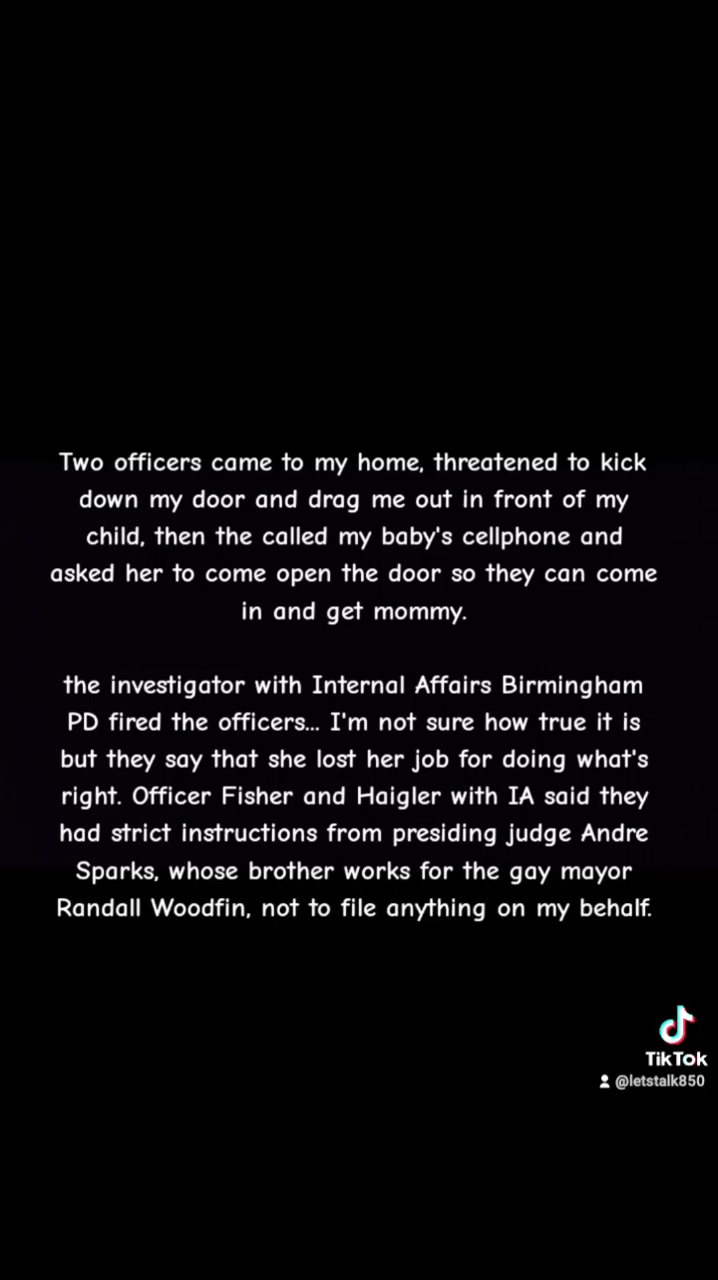 Two officers came to my home, threatened to kick
down my door and drag me out in front of my
child, then the called my baby's cellphone and
asked her to come open the door so they can come
in and get mommy.
the investigator with Internal Affairs Birmingham
PD fired the officers... I'm not sure how true it is
but they say that she lost her job for doing what's
right. Officer Fisher and Haigler with IA said they
had strict instructions from presiding judge Andre
Sparks, whose brother works for the gay mayor
Randall Woodfin, not to file anything on my behalf.
TikTok
@letstalk850